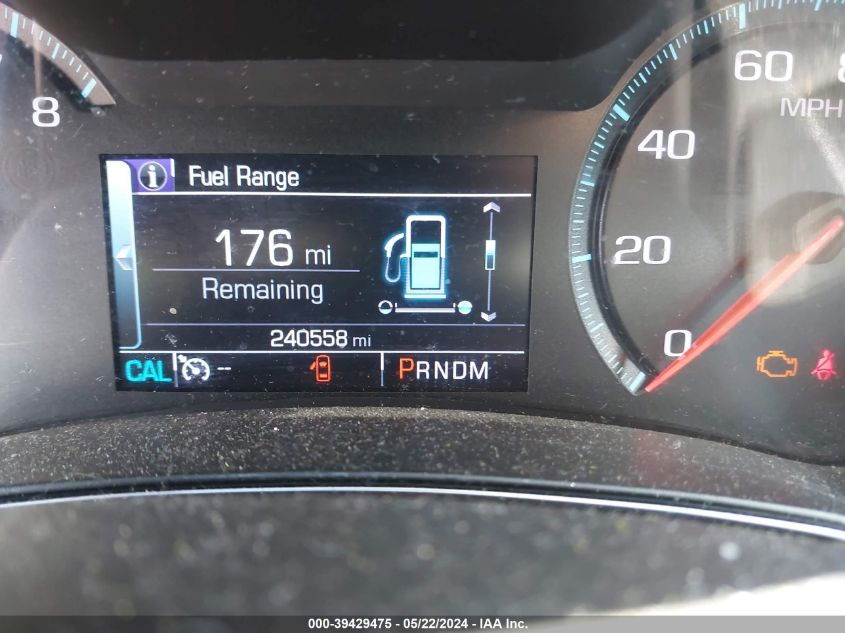 8
60
MPH
40
20
0
i Fuel Range
176 mi
Remaining
240558 mi
CAL -- PRNDM
000-39429475 - 05/22/2024 - IAA Inc.